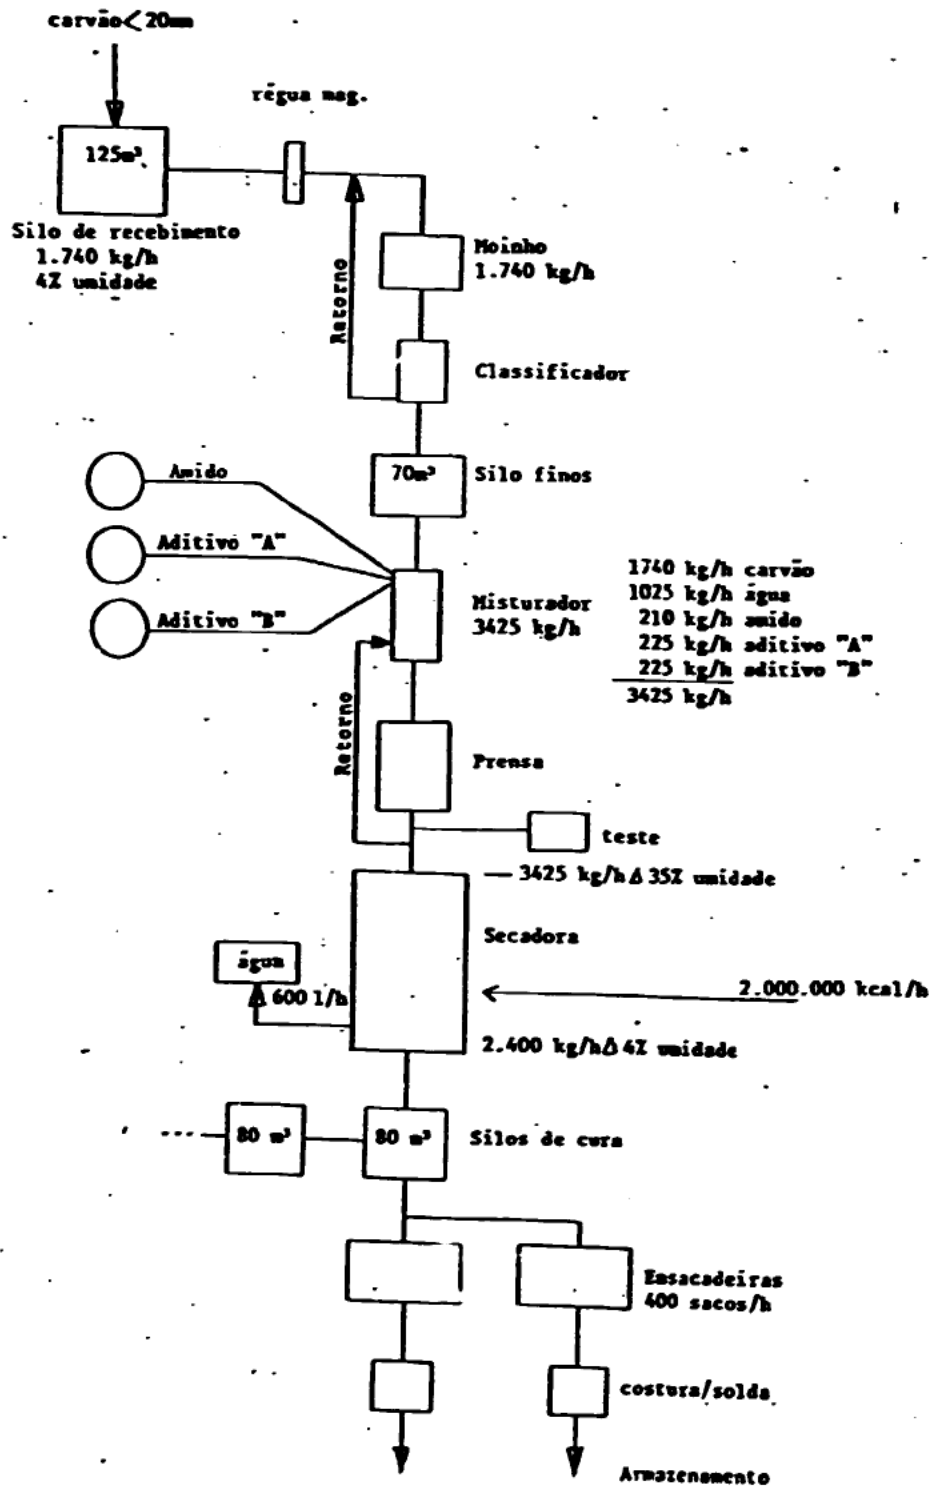 carvão < 20mm
régua mag.
125m³
Silo de recebimento
1.740 kg/h
4% umidade
Retorno
Moinho
1.740 kg/h
Classificador
70m³
Silo finos
Amido
Aditivo "A"
Aditivo "B"
Misturador
3425 kg/h
1740 kg/h carvão
1025 kg/h água
210 kg/h amido
225 kg/h aditivo "A"
225 kg/h aditivo "B"
3425 kg/h
Retorno
Prensa
teste
3425 kg/h Δ 35% umidade
Secadora
água
600 l/h
2.000.000 kcal/h
2.400 kg/h Δ 4% umidade
80 m³
80 m³
Silos de cura
Ensacadeiras
400 sacos/h
costura/solda
Armazenamento